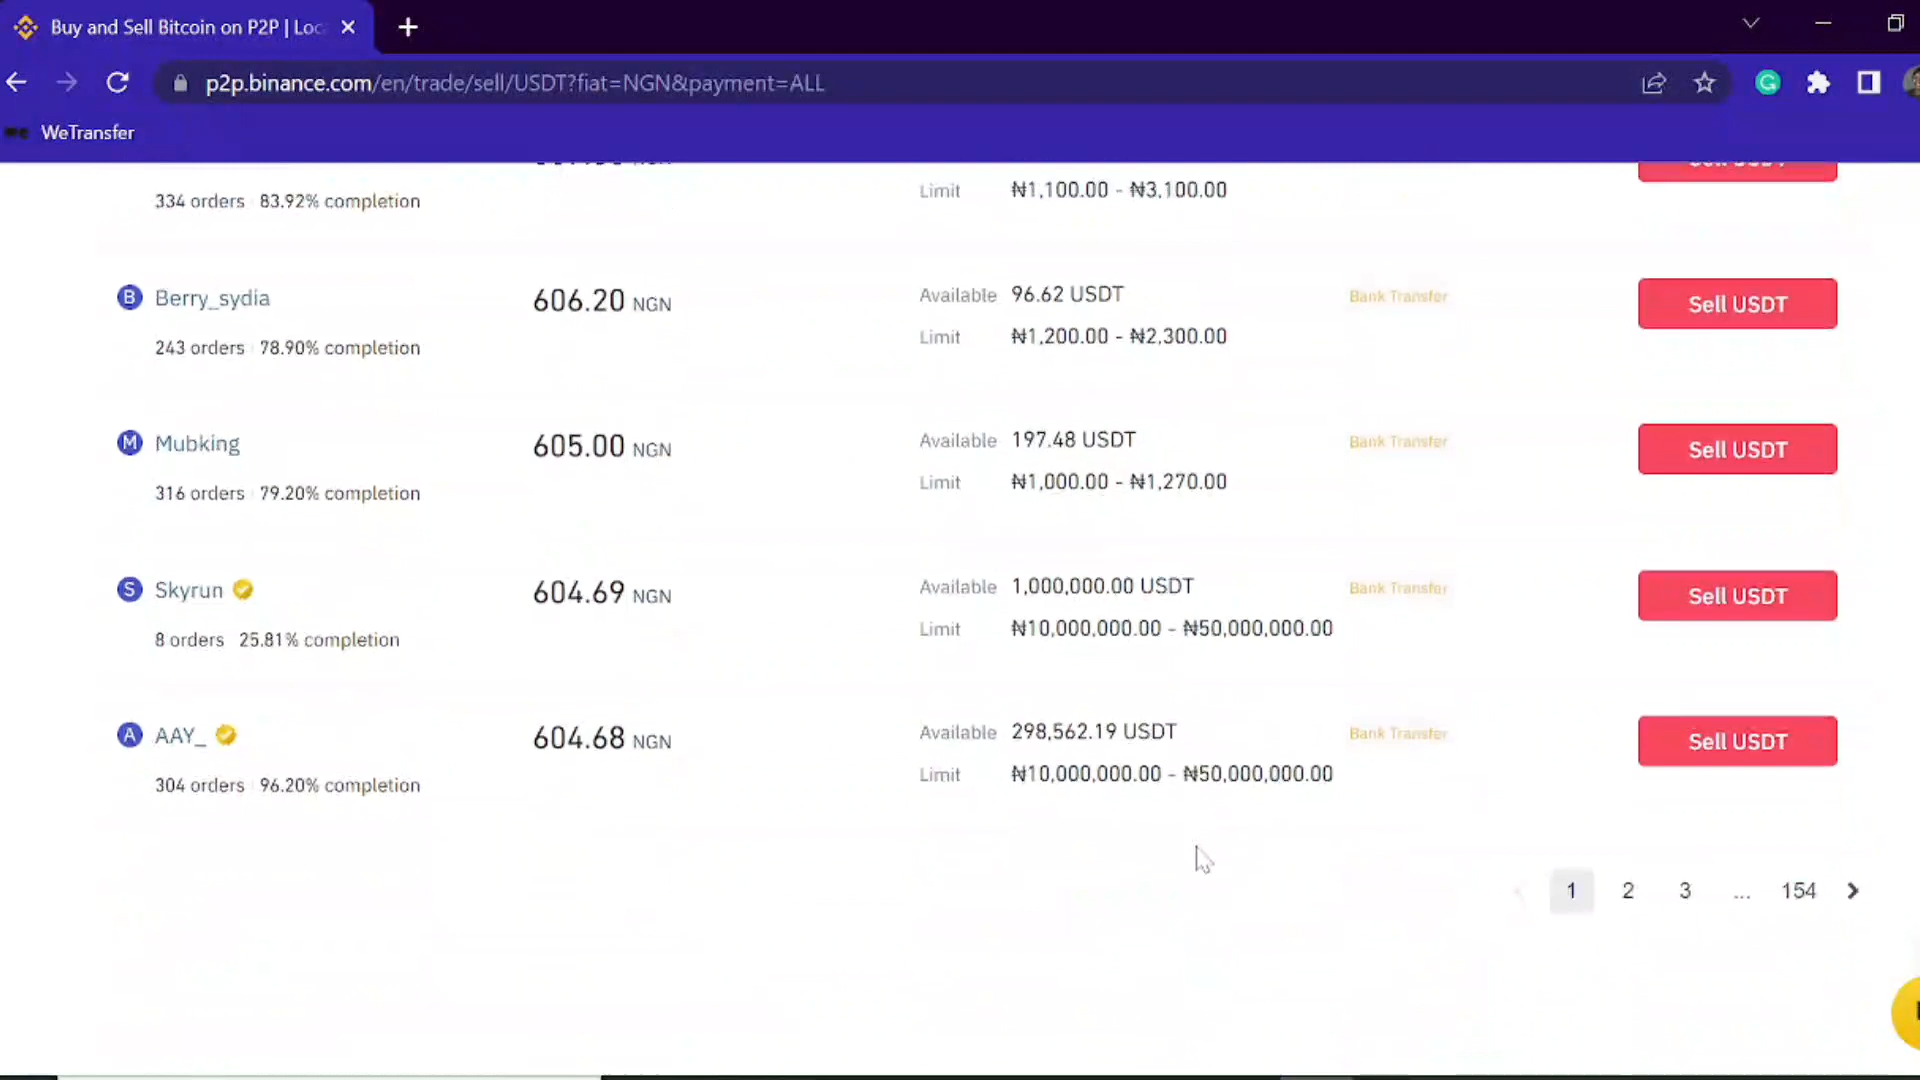 Buy and Sell Bitcoin on P2P | Loc
p2p.binance.com/en/trade/sell/USDT?fiat=NGN&payment=ALL
WeTransfer
Sell USDT
334 orders 83.92% completion
Limit ₦1,100.00 - ₦3,100.00
B Berry_sydia
606.20 NGN
Available 96.62 USDT
Bank Transfer
Sell USDT
243 orders 78.90% completion
Limit ₦1,200.00 - ₦2,300.00
M Mubking
605.00 NGN
Available 197.48 USDT
Bank Transfer
Sell USDT
316 orders 79.20% completion
Limit ₦1,000.00 - ₦1,270.00
S Skyrun
604.69 NGN
Available 1,000,000.00 USDT
Bank Transfer
Sell USDT
8 orders 25.81% completion
Limit ₦10,000,000.00 - ₦50,000,000.00
A AAY_
604.68 NGN
Available 298,562.19 USDT
Bank Transfer
Sell USDT
304 orders 96.20% completion
Limit ₦10,000,000.00 - ₦50,000,000.00
1 2 3 ... 154